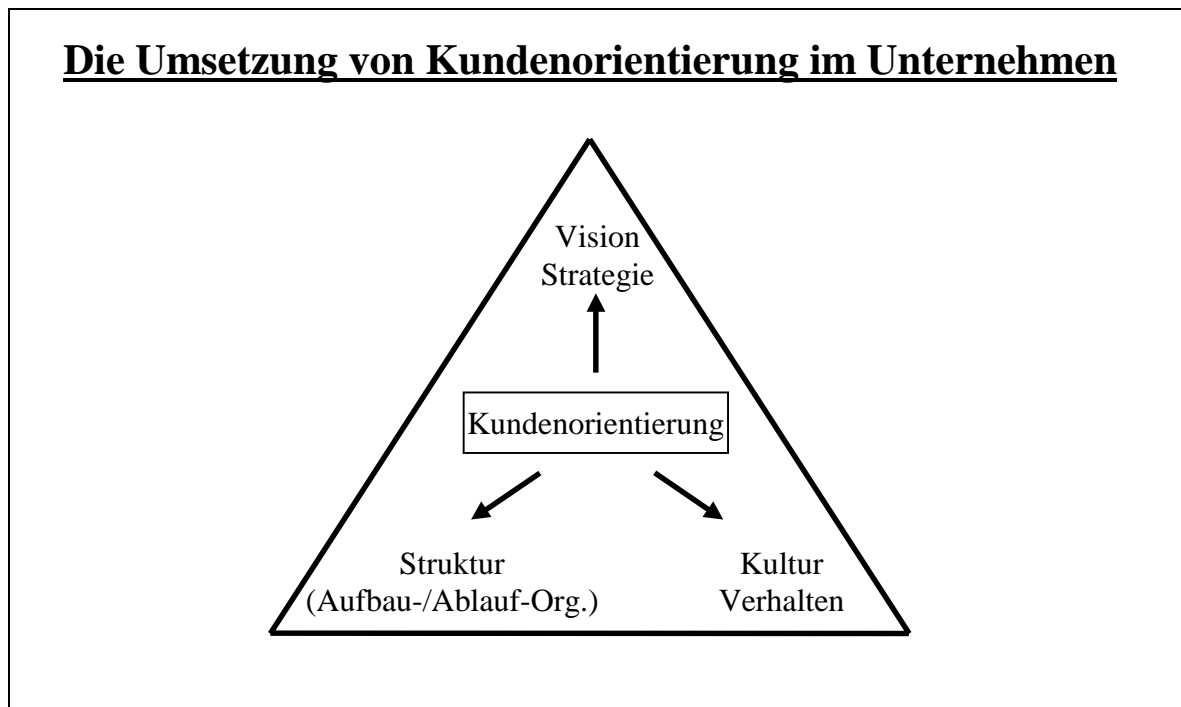 Die Umsetzung von Kundenorientierung im Unternehmen
Vision
Strategie
Kundenorientierung
Struktur
(Aufbau-/Ablauf-Org.)
Kultur
Verhalten